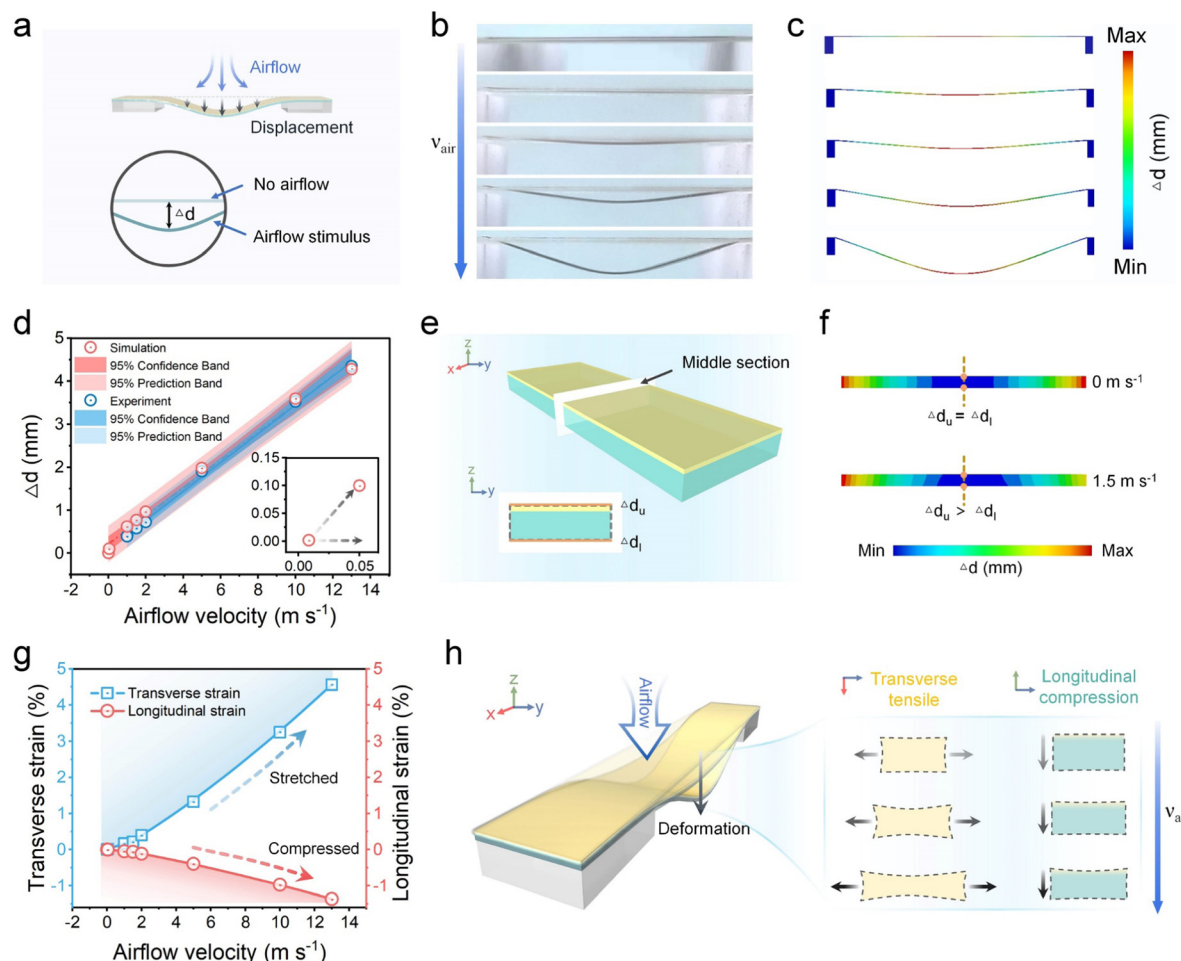 a
Airflow
Displacement
No airflow
△d
Airflow stimulus
b
ν_air
c
Max
△d (mm)
Min
d
5
4
3
2
1
0
△d (mm)
Simulation
95% Confidence Band
95% Prediction Band
Experiment
95% Confidence Band
95% Prediction Band
0.15
0.10
0.05
0.00
0.00 0.05
-2 0 2 4 6 8 10 12 14
Airflow velocity (m s⁻¹)
e
z
x y
Middle section
z
y
△d_u
△d_l
f
0 m s⁻¹
△d_u = △d_l
1.5 m s⁻¹
△d_u > △d_l
Min Max
△d (mm)
g
5
4
3
2
1
0
-1
Transverse strain (%)
Transverse strain
Longitudinal strain
Stretched
Compressed
5
4
3
2
1
0
-1
Longitudinal strain (%)
-2 0 2 4 6 8 10 12 14
Airflow velocity (m s⁻¹)
h
z
x y
Airflow
Deformation
Transverse
tensile
Longitudinal
compression
ν_a